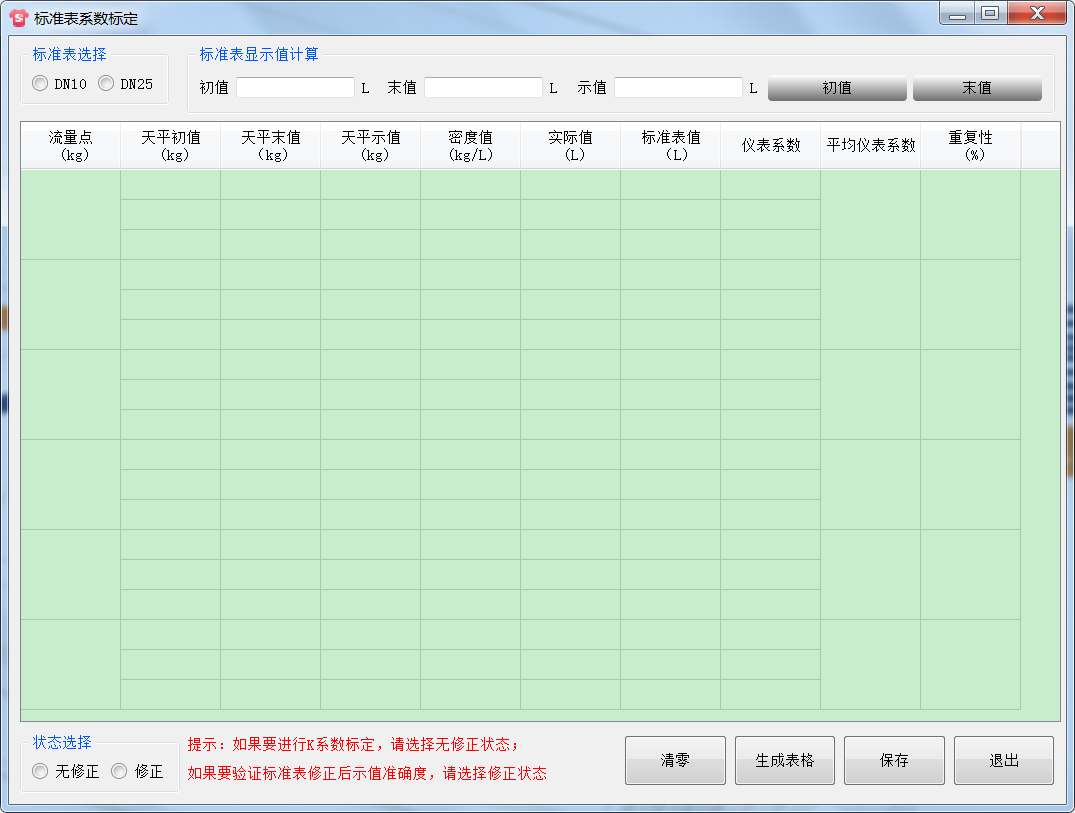 标准表系数标定
标准表选择
DN10 DN25
标准表显示值计算
初值 L 末值 L 示值 L 初值 末值
流量点
(kg)
天平初值
(kg)
天平末值
(kg)
天平示值
(kg)
密度值
(kg/L)
实际值
(L)
标准表值
(L)
仪表系数
平均仪表系数
重复性
(%)
状态选择
无修正 修正
提示：如果要进行K系数标定，请选择无修正状态；
如果要验证标准表修正后示值准确度，请选择修正状态
清零 生成表格 保存 退出